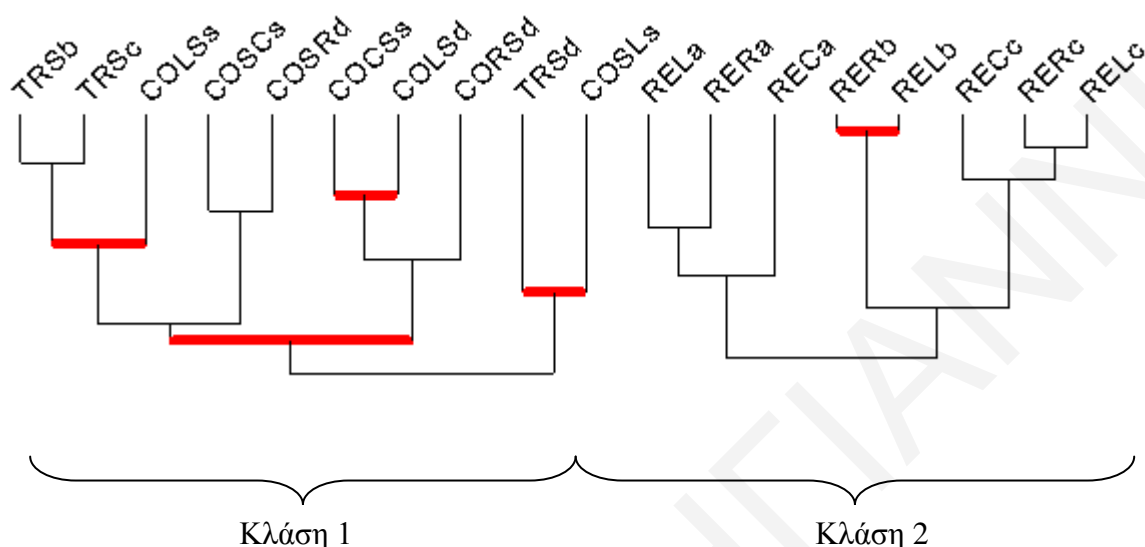 TRSb TRSc COLSs COSCs COSRd COCSs COLSd CORSd TRSd COSLs RELa RERa RECa RERb RELb RECc RERc RELc
Κλάση 1 Κλάση 2